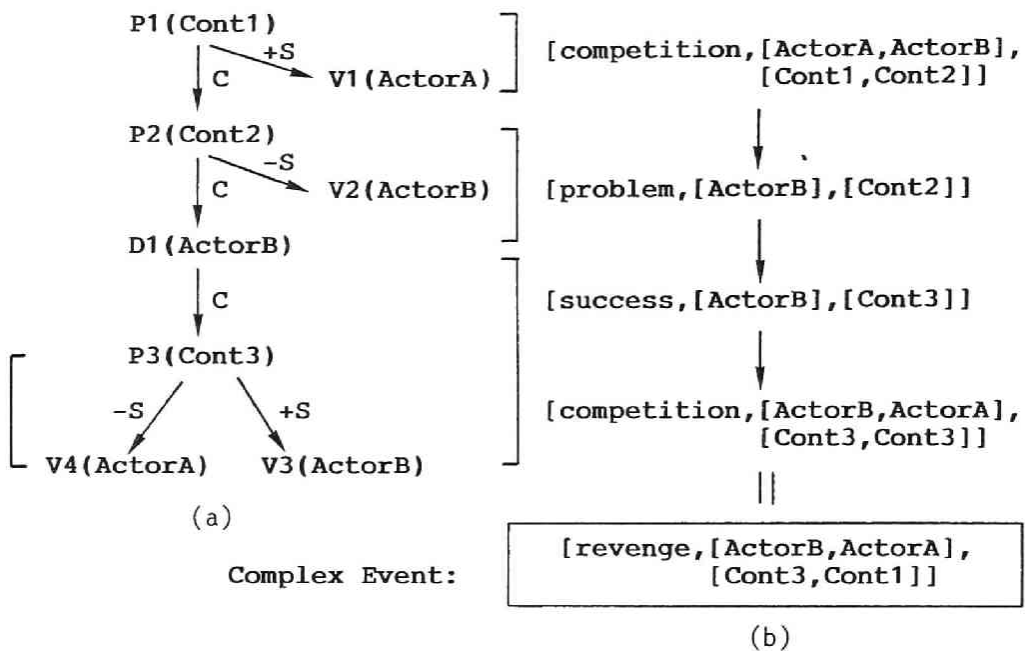 P1(Cont1)
+S
C
V1(ActorA)
P2(Cont2)
-S
C
V2(ActorB)
D1(ActorB)
C
P3(Cont3)
-S
+S
V4(ActorA)
V3(ActorB)
(a)
[competition,[ActorA,ActorB],
[Cont1,Cont2]]
[problem,[ActorB],[Cont2]]
[success,[ActorB],[Cont3]]
[competition,[ActorB,ActorA],
[Cont3,Cont3]]
Complex Event:
[revenge,[ActorB,ActorA],
[Cont3,Cont1]]
(b)